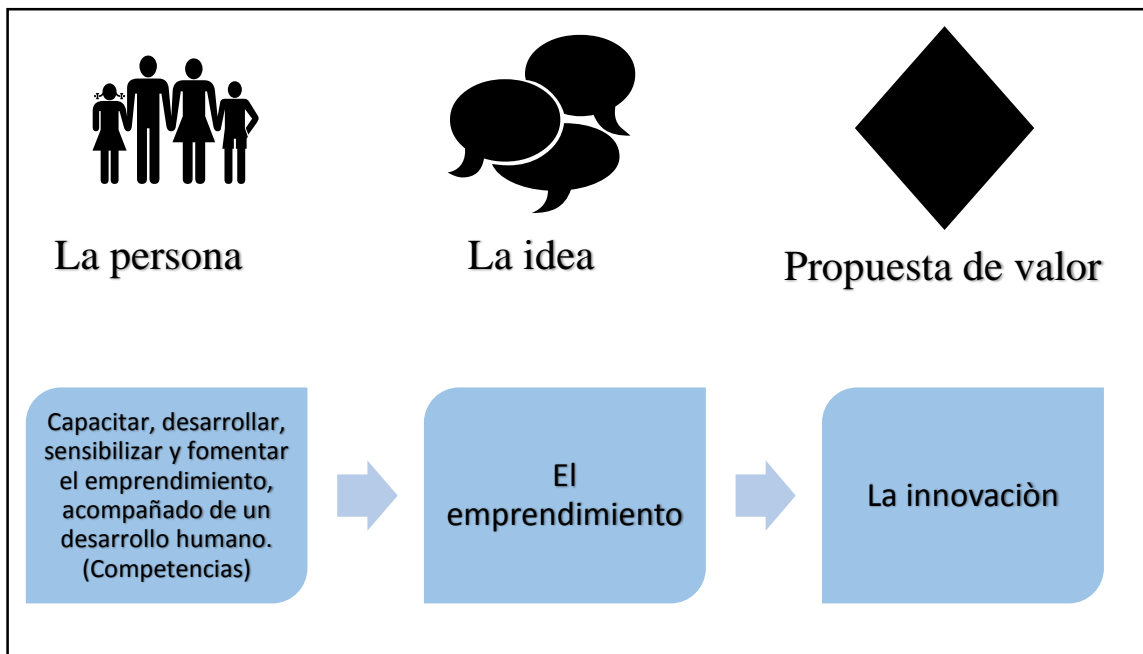 La persona
La idea
Propuesta de valor
Capacitar, desarrollar,
sensibilizar y fomentar
el emprendimiento,
acompañado de un
desarrollo humano.
(Competencias)
El
emprendimiento
La innovaciòn